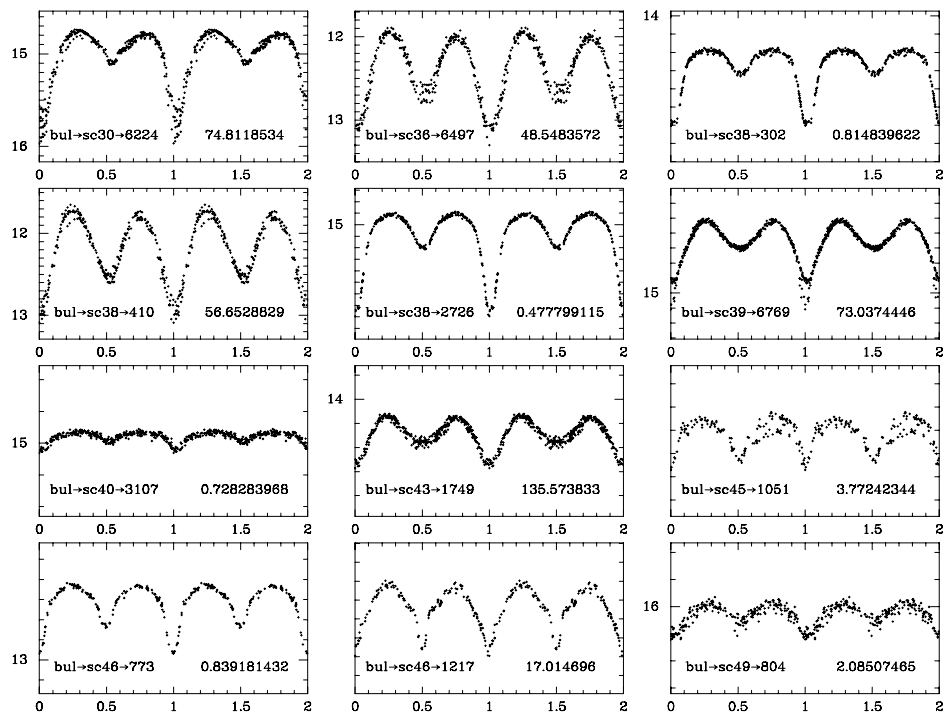 15
16
bul→sc30→6224 74.8118534
0 0.5 1 1.5 2
12
13
bul→sc36→6497 48.5483572
0 0.5 1 1.5 2
14
bul→sc38→302 0.814839622
0 0.5 1 1.5 2
12
13
bul→sc38→410 56.6528829
0 0.5 1 1.5 2
15
bul→sc38→2726 0.477799115
0 0.5 1 1.5 2
15
bul→sc39→6769 73.0374446
0 0.5 1 1.5 2
15
bul→sc40→3107 0.728283968
0 0.5 1 1.5 2
14
bul→sc43→1749 135.573833
0 0.5 1 1.5 2
bul→sc45→1051 3.77242344
0 0.5 1 1.5 2
13
bul→sc46→773 0.839181432
0 0.5 1 1.5 2
bul→sc46→1217 17.014696
0 0.5 1 1.5 2
16
bul→sc49→804 2.08507465
0 0.5 1 1.5 2